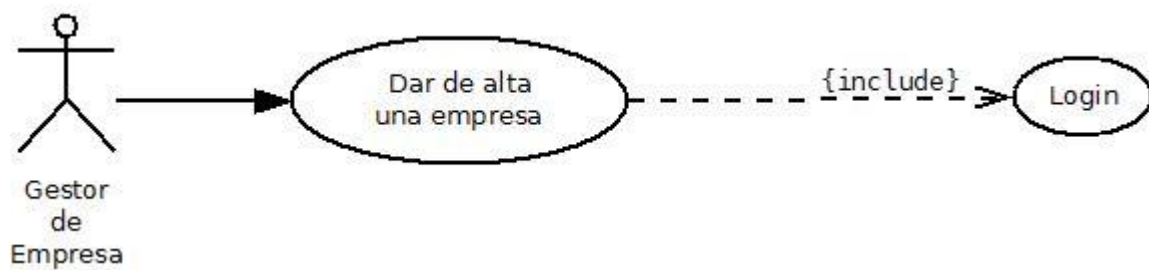 Gestor
de
Empresa
Dar de alta
una empresa
{include}
Login